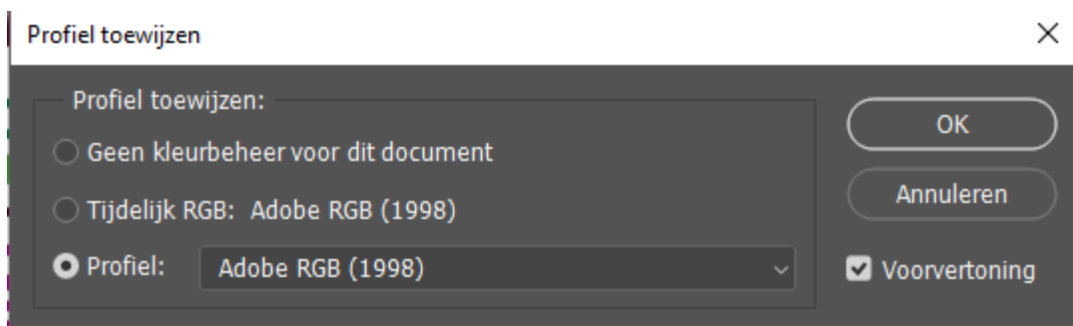 Profiel toewijzen
Profiel toewijzen:
Geen kleurbeheer voor dit document
Tijdelijk RGB: Adobe RGB (1998)
Profiel: Adobe RGB (1998)
OK
Annuleren
Voorvertoning